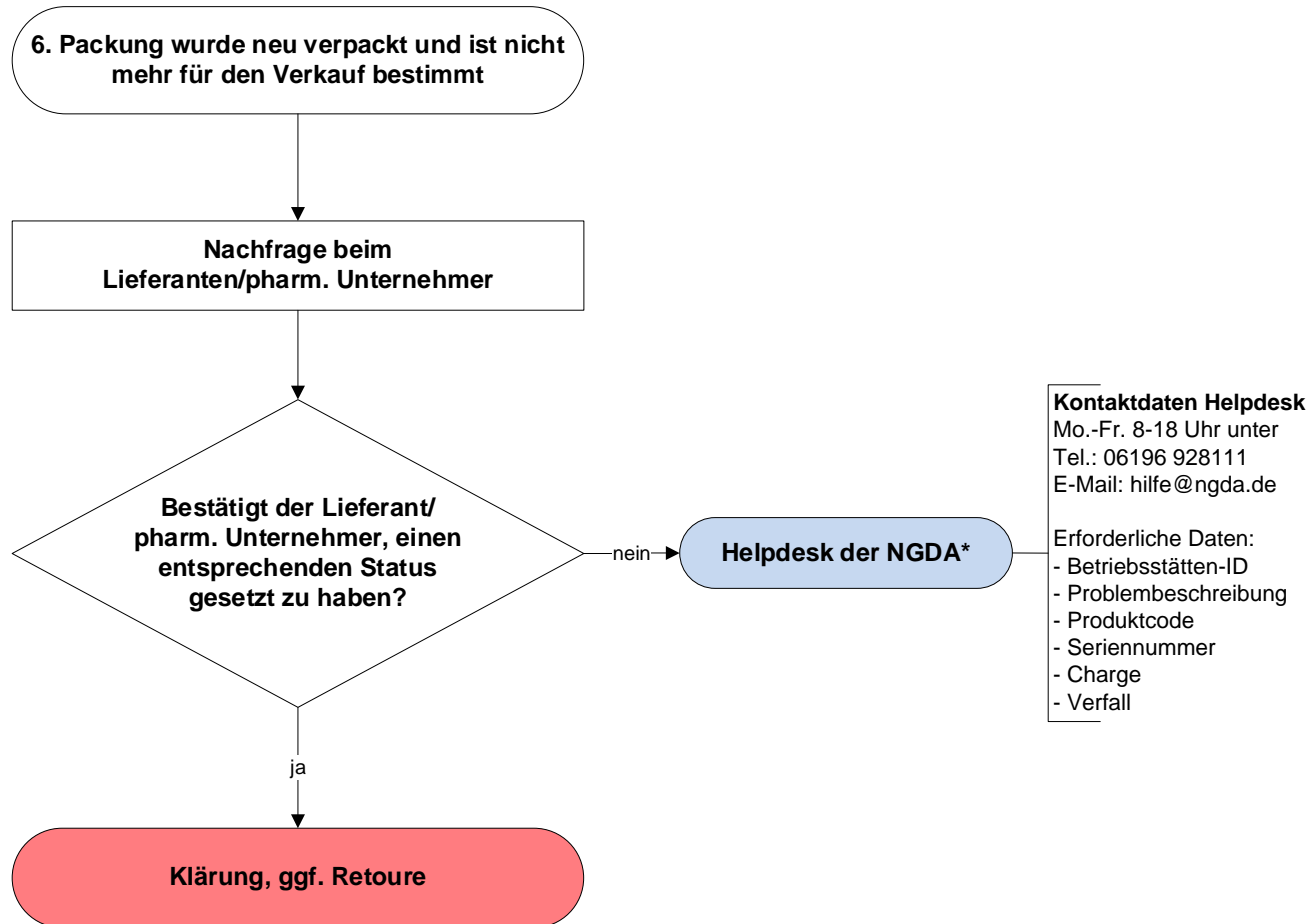 6. Packung wurde neu verpackt und ist nicht
mehr für den Verkauf bestimmt
Nachfrage beim
Lieferanten/pharm. Unternehmer
Bestätigt der Lieferant/
pharm. Unternehmer, einen
entsprechenden Status
gesetzt zu haben?
nein
Helpdesk der NGDA*
Kontaktdaten Helpdesk
Mo.-Fr. 8-18 Uhr unter
Tel.: 06196 928111
E-Mail: hilfe@ngda.de
Erforderliche Daten:
- Betriebsstätten-ID
- Problembeschreibung
- Produktcode
- Seriennummer
- Charge
- Verfall
ja
Klärung, ggf. Retoure